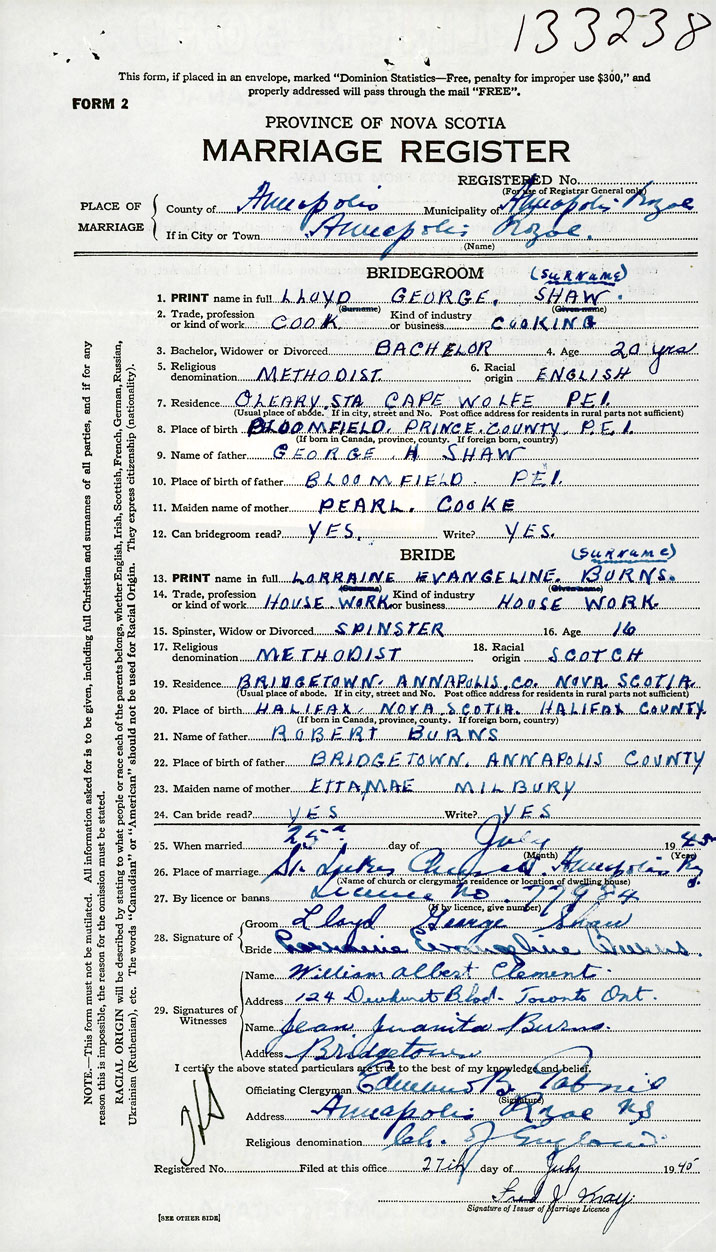 133238
This form, if placed in an envelope, marked "Dominion Statistics—Free, penalty for improper use $300," and
properly addressed will pass through the mail "FREE".
FORM 2
PROVINCE OF NOVA SCOTIA
MARRIAGE REGISTER
REGISTERED No.
(For use of Registrar General only)
PLACE OF MARRIAGE
County of Annapolis Municipality of Annapolis Royal
If in City or Town Annapolis Royal.
(Name)
BRIDEGROOM (SURNAME)
1. PRINT name in full LLOYD GEORGE. SHAW.
(Surname) (Given name)
2. Trade, profession or kind of work COOK Kind of industry or business COOKING
3. Bachelor, Widower or Divorced BACHELOR 4. Age 20 yrs
5. Religious denomination METHODIST. 6. Racial origin ENGLISH
7. Residence OLEARY. STA CAPE WOLFE P.E.I.
(Usual place of abode. If in city, street and No. Post office address for residents in rural parts not sufficient)
8. Place of birth BLOOMFIELD. PRINCE. COUNTY. P.E.I.
(If born in Canada, province, county. If foreign born, country)
9. Name of father GEORGE H SHAW
10. Place of birth of father BLOOMFIELD. P.E.I.
11. Maiden name of mother PEARL. COOKE
12. Can bridegroom read? YES. Write? YES.
BRIDE (SURNAME)
13. PRINT name in full LORRAINE EVANGELINE. BURNS.
(Surname) (Given name)
14. Trade, profession or kind of work HOUSE WORK Kind of industry or business HOUSE WORK.
15. Spinster, Widow or Divorced SPINSTER 16. Age 16
17. Religious denomination METHODIST 18. Racial origin SCOTCH
19. Residence BRIDGETOWN. ANNAPOLIS. CO. NOVA. SCOTIA.
(Usual place of abode. If in city, street and No. Post office address for residents in rural parts not sufficient)
20. Place of birth HALIFAX. NOVA. SCOTIA. HALIFAX COUNTY.
(If born in Canada, province, county. If foreign born, country)
21. Name of father ROBERT BURNS
22. Place of birth of father BRIDGETOWN. ANNAPOLIS COUNTY
23. Maiden name of mother ETTA MAE MILBURY
24. Can bride read? YES Write? YES
25. When married 25th day of July 1945
(Month) (Year)
26. Place of marriage St. Lukes Church. Annapolis Ry l.
(Name of church or clergyman's residence or location of dwelling house)
27. By licence or banns Licence No. 77984
(If by licence, give number)
28. Signature of
Groom Lloyd George Shaw
Bride Lorraine Evangeline Burns.
29. Signatures of Witnesses
Name William Albert Clement.
Address 124 Dewhurst Blvd. Toronto Ont.
Name Jean Juanita Burns.
Address Bridgetown
I certify the above stated particulars are true to the best of my knowledge and belief.
Officiating Clergyman Edmund B.
(Signature)
Address Annapolis Royal NS
Religious denomination Ch. of England.
Registered No. Filed at this office 27th day of July 1945
Fred J
Signature of Issuer of Marriage Licence
[SEE OTHER SIDE]
NOTE.—This form must not be mutilated. All information asked for is to be given, including full Christian and surnames of all parties, and if for any
reason this is impossible, the reason for the omission must be stated.
RACIAL ORIGIN will be described by stating to what people or race each of the parents belongs, whether English, Irish, Scottish, French, German, Russian,
Ukrainian (Ruthenian), etc. The words "Canadian" or "American" should not be used for Racial Origin. They express citizenship (nationality).